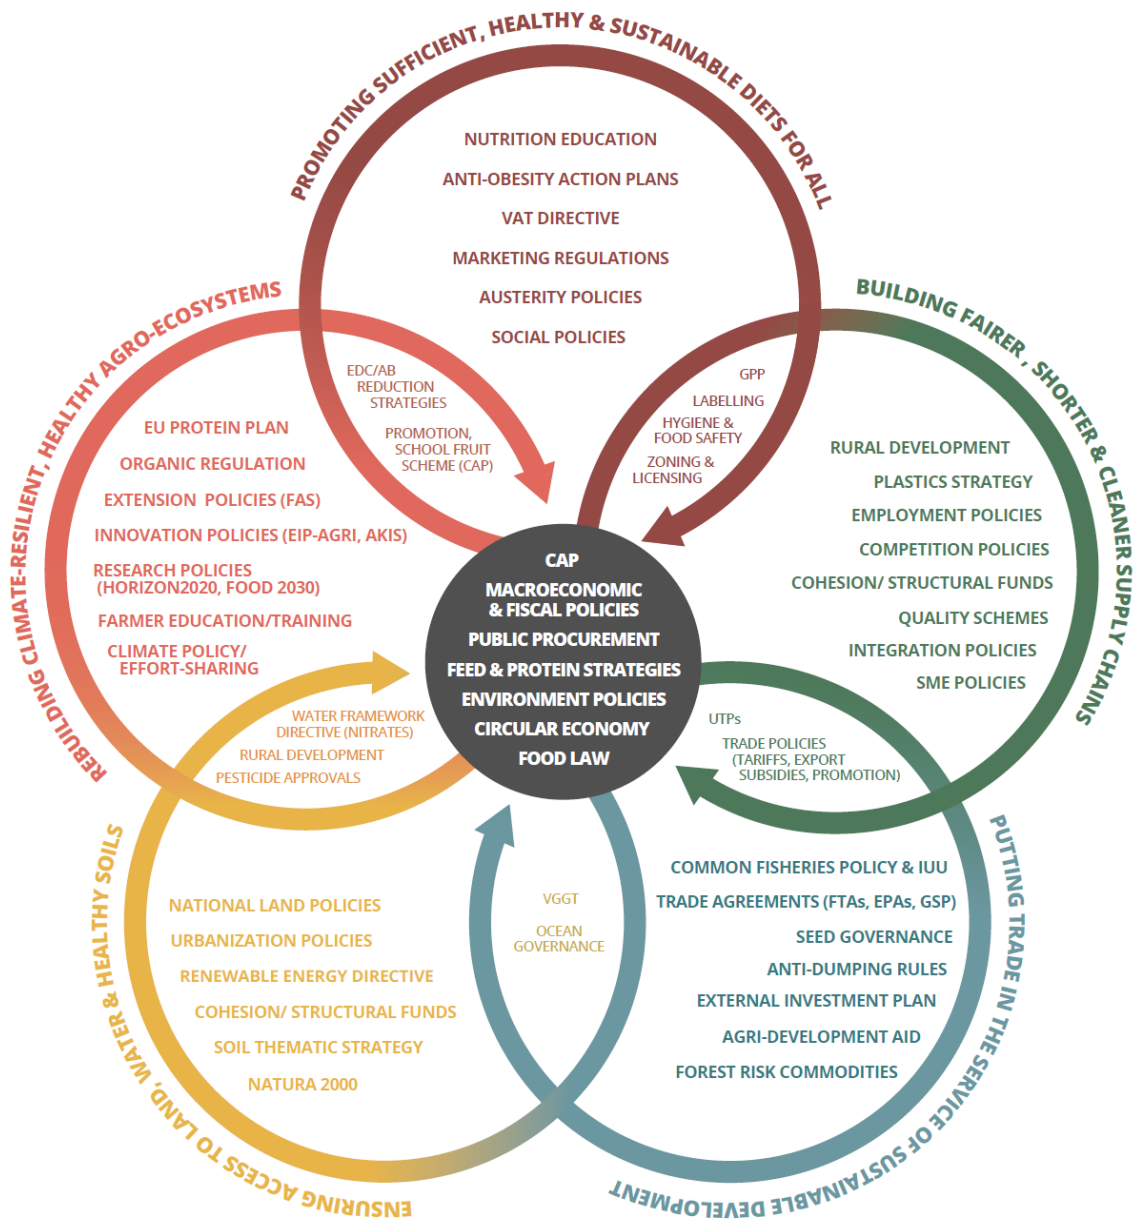 PROMOTING SUFFICIENT, HEALTHY & SUSTAINABLE DIETS FOR ALL
NUTRITION EDUCATION
ANTI-OBESITY ACTION PLANS
VAT DIRECTIVE
MARKETING REGULATIONS
AUSTERITY POLICIES
SOCIAL POLICIES
REBUILDING CLIMATE-RESILIENT, HEALTHY AGRO-ECOSYSTEMS
EDC/AB
REDUCTION
STRATEGIES
PROMOTION,
SCHOOL FRUIT
SCHEME (CAP)
EU PROTEIN PLAN
ORGANIC REGULATION
EXTENSION POLICIES (FAS)
INNOVATION POLICIES (EIP-AGRI, AKIS)
RESEARCH POLICIES
(HORIZON2020, FOOD 2030)
FARMER EDUCATION/TRAINING
CLIMATE POLICY/
EFFORT-SHARING
BUILDING FAIRER , SHORTER & CLEANER SUPPLY CHAINS
GPP
LABELLING
HYGIENE &
FOOD SAFETY
ZONING &
LICENSING
RURAL DEVELOPMENT
PLASTICS STRATEGY
EMPLOYMENT POLICIES
COMPETITION POLICIES
COHESION/ STRUCTURAL FUNDS
QUALITY SCHEMES
INTEGRATION POLICIES
SME POLICIES
CAP
MACROECONOMIC
& FISCAL POLICIES
PUBLIC PROCUREMENT
FEED & PROTEIN STRATEGIES
ENVIRONMENT POLICIES
CIRCULAR ECONOMY
FOOD LAW
WATER FRAMEWORK
DIRECTIVE (NITRATES)
RURAL DEVELOPMENT
PESTICIDE APPROVALS
UTPs
TRADE POLICIES
(TARIFFS, EXPORT
SUBSIDIES, PROMOTION)
ENSURING ACCESS TO LAND, WATER & HEALTHY SOILS
NATIONAL LAND POLICIES
URBANIZATION POLICIES
RENEWABLE ENERGY DIRECTIVE
COHESION/ STRUCTURAL FUNDS
SOIL THEMATIC STRATEGY
NATURA 2000
VGGT
OCEAN
GOVERNANCE
PUTTING TRADE IN THE SERVICE OF SUSTAINABLE DEVELOPMENT
COMMON FISHERIES POLICY & IUU
TRADE AGREEMENTS (FTAs, EPAs, GSP)
SEED GOVERNANCE
ANTI-DUMPING RULES
EXTERNAL INVESTMENT PLAN
AGRI-DEVELOPMENT AID
FOREST RISK COMMODITIES